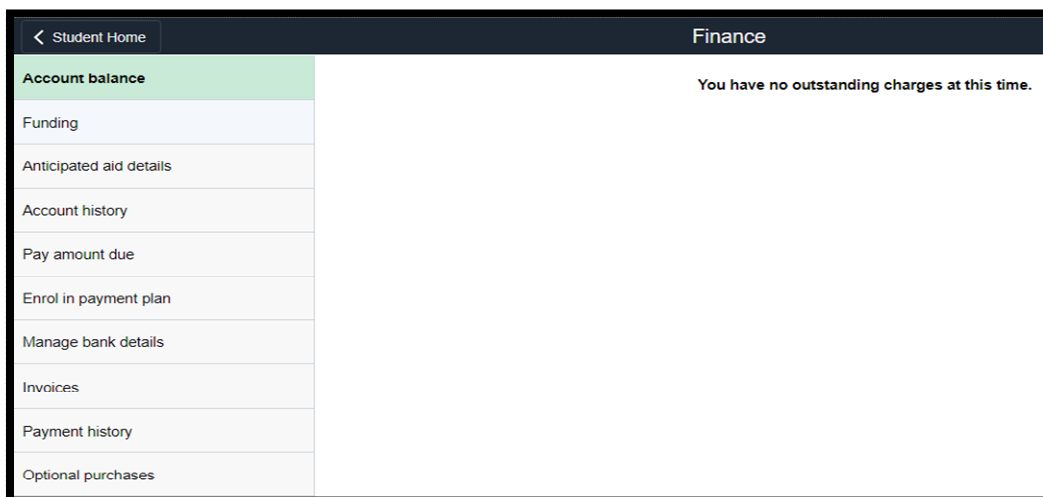 Student Home
Finance
Account balance
You have no outstanding charges at this time.
Funding
Anticipated aid details
Account history
Pay amount due
Enrol in payment plan
Manage bank details
Invoices
Payment history
Optional purchases